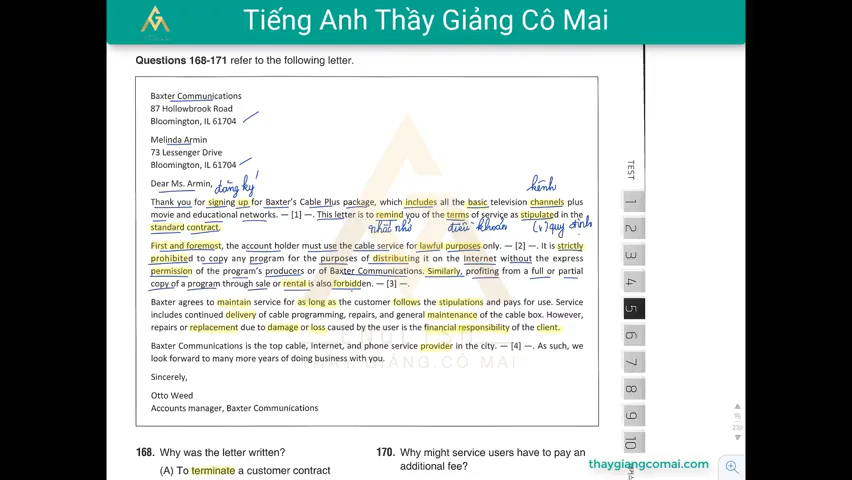 Tiếng Anh Thầy Giảng Cô Mai
Questions 168-171 refer to the following letter.
Baxter Communications
87 Hollowbrook Road
Bloomington, IL 61704
Melinda Armin
73 Lessenger Drive
Bloomington, IL 61704
Dear Ms. Armin, đăng ký
kênh
Thank you for signing up for Baxter's Cable Plus package, which includes all the basic television channels plus
movie and educational networks. — [1] —. This letter is to remind you of the terms of service as stipulated in the
standard contract.
nhắc nhở điều khoản (v) quy định
First and foremost, the account holder must use the cable service for lawful purposes only. — [2] —. It is strictly
prohibited to copy any program for the purposes of distributing it on the Internet without the express
permission of the program's producers or of Baxter Communications. Similarly, profiting from a full or partial
copy of a program through sale or rental is also forbidden. — [3] —.
Baxter agrees to maintain service for as long as the customer follows the stipulations and pays for use. Service
includes continued delivery of cable programming, repairs, and general maintenance of the cable box. However,
repairs or replacement due to damage or loss caused by the user is the financial responsibility of the client.
ENGLISH
Baxter Communications is the top cable, internet, and phone service provider in the city. — [4] —. As such, we
look forward to many more years of doing business with you.
THẦY GIẢNG CÔ MAI
Sincerely,
Otto Weed
Accounts manager, Baxter Communications
168. Why was the letter written?
(A) To terminate a customer contract
170. Why might service users have to pay an
additional fee?
TEST
1
2
3
4
5
6
7
8
9
10
thaygiangcomai.com